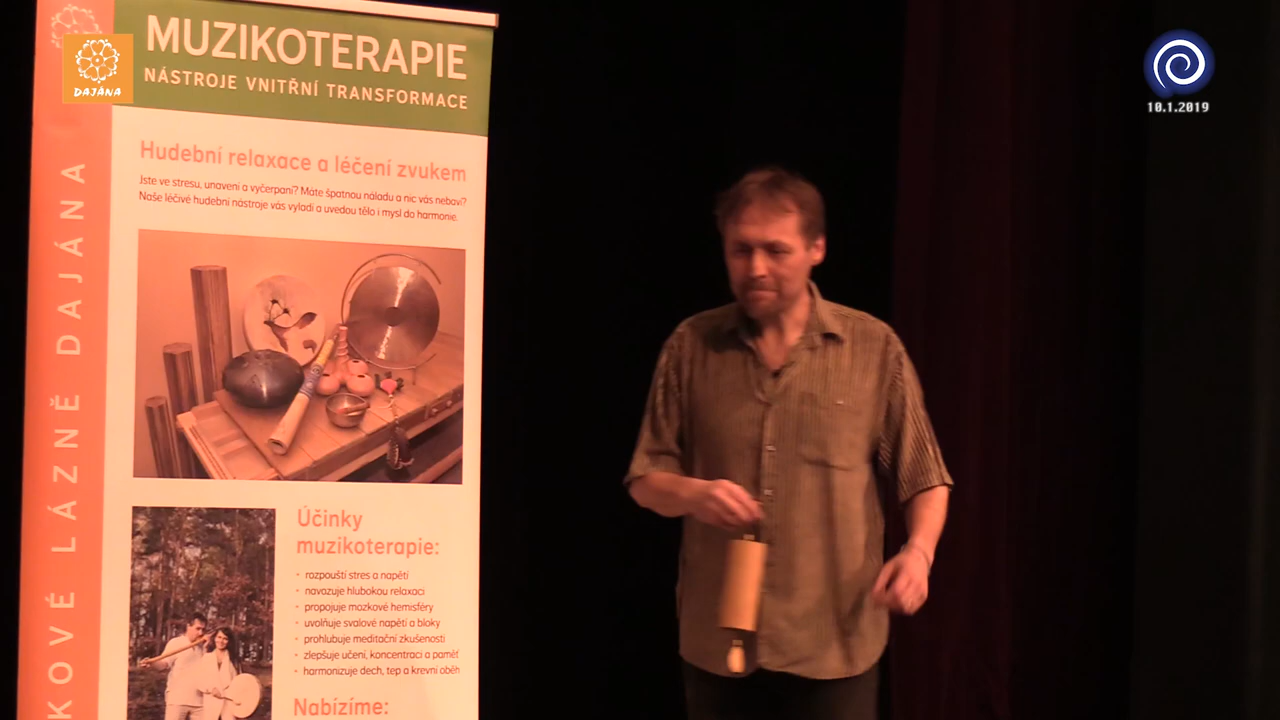 MUZIKOTERAPIE
NÁSTROJE VNITŘNÍ TRANSFORMACE
DAJÁNA
10.1.2019
Hudební relaxace a léčení zvukem
Jste ve stresu, unavení a vyčerpaní? Máte špatnou náladu a nic vás nebaví?
Naše léčivé hudební nástroje vás vyladí a uvedou tělo i mysl do harmonie.
KOVÉ LÁZNĚ DAJÁNA
Účinky
muzikoterapie:
- rozpouští stres a napětí
- navozuje hlubokou relaxaci
- propojuje mozkové hemisféry
- uvolňuje svalové napětí a bloky
- prohlubuje meditační zkušenosti
- zlepšuje učení, koncentraci a paměť
- harmonizuje dech, tep a krevní oběh
Nabízíme: